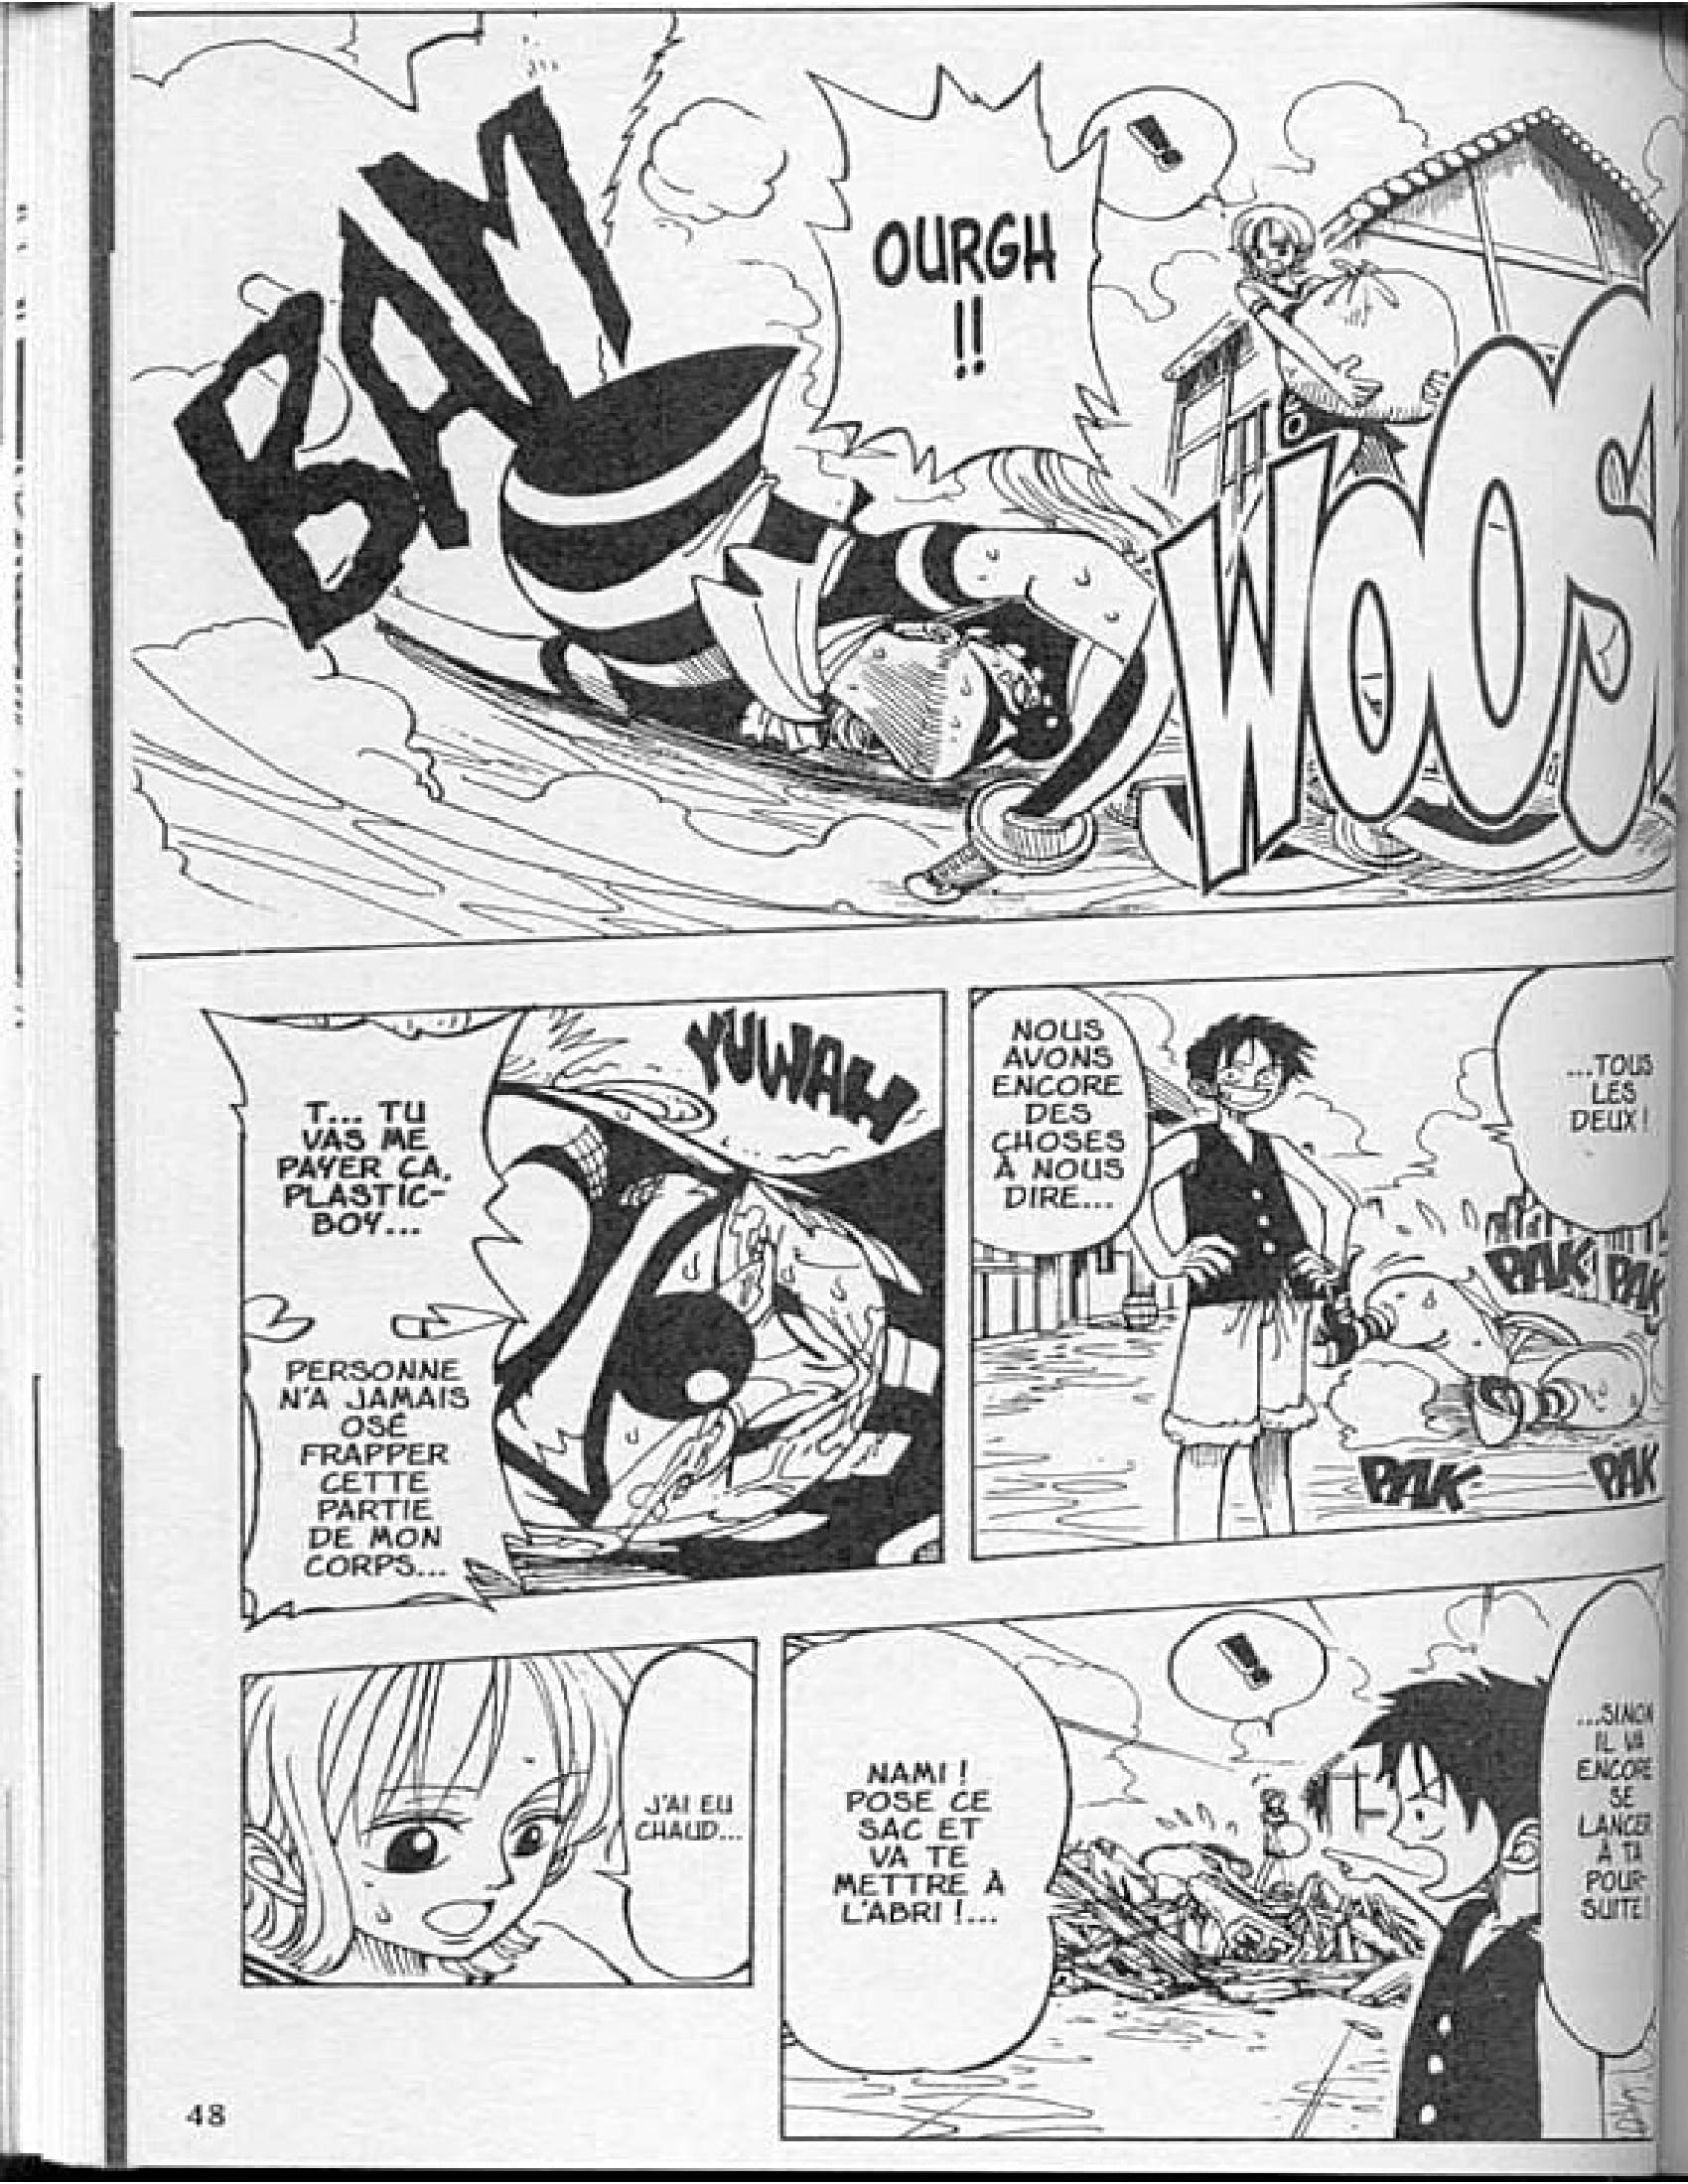 !
WOOS
OURGH
!!
BAM
NOUS
AVONS
ENCORE
DES
CHOSES
À NOUS
DIRE...
...TOUS
LES
DEUX !
PAK
PAK
PAK
PAK
YUWAH
T... TU
VAS ME
PAYER ÇA,
PLASTIC-
BOY...
PERSONNE
N'A JAMAIS
OSÉ
FRAPPER
CETTE
PARTIE
DE MON
CORPS...
NAMI !
POSE CE
SAC ET
VA TE
METTRE À
L'ABRI !...
...SINON
IL VA
ENCORE
SE
LANCER
À TA
POUR-
SUITE !
!
J'AI EU
CHAUD...
48